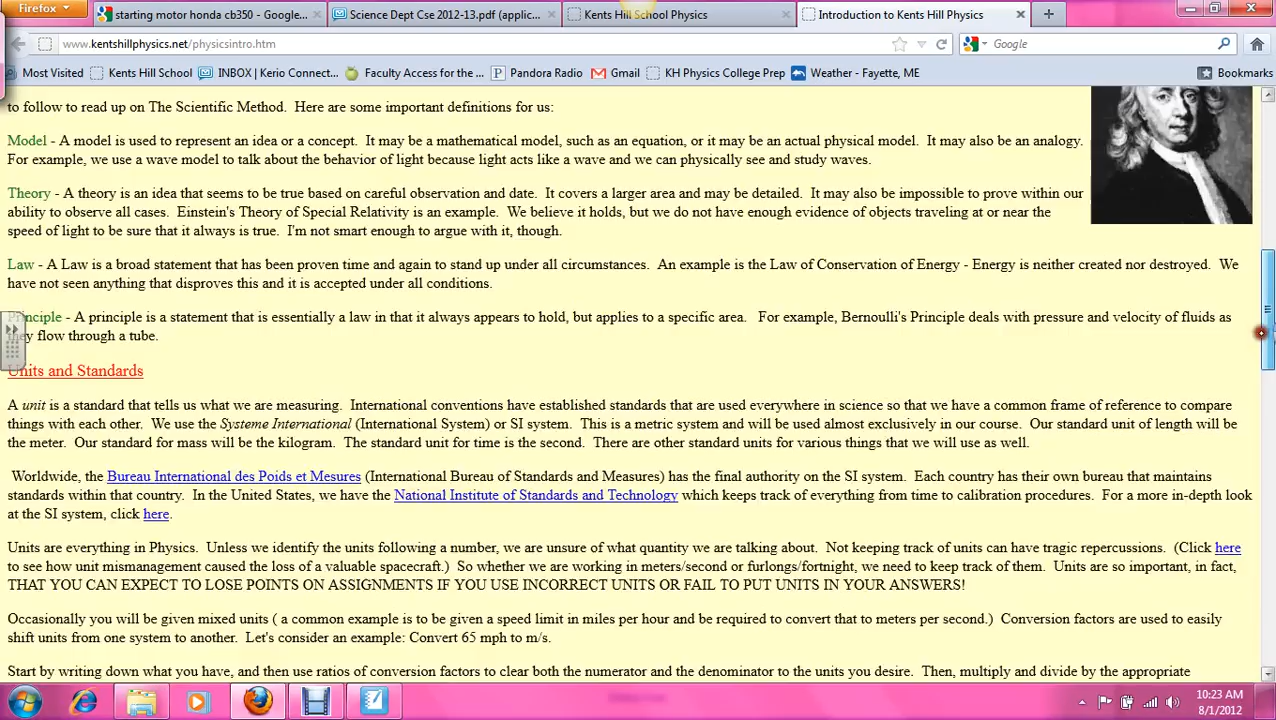 Firefox
starting motor honda cb350 - Google...
Science Dept Cse 2012-13.pdf (applic...
Kents Hill School Physics
Introduction to Kents Hill Physics
www.kentshillphysics.net/physicsintro.htm
Google
Most Visited
Kents Hill School
INBOX | Kerio Connect...
Faculty Access for the ...
Pandora Radio
Gmail
KH Physics College Prep
Weather - Fayette, ME
Bookmarks
to follow to read up on The Scientific Method.  Here are some important definitions for us:
Model - A model is used to represent an idea or a concept.  It may be a mathematical model, such as an equation, or it may be an actual physical model.  It may also be an analogy.
For example, we use a wave model to talk about the behavior of light because light acts like a wave and we can physically see and study waves.
Theory - A theory is an idea that seems to be true based on careful observation and date.  It covers a larger area and may be detailed.  It may also be impossible to prove within our
ability to observe all cases.  Einstein's Theory of Special Relativity is an example.  We believe it holds, but we do not have enough evidence of objects traveling at or near the
speed of light to be sure that it always is true.  I'm not smart enough to argue with it, though.
Law - A Law is a broad statement that has been proven time and again to stand up under all circumstances.  An example is the Law of Conservation of Energy - Energy is neither created nor destroyed.  We
have not seen anything that disproves this and it is accepted under all conditions.
Principle - A principle is a statement that is essentially a law in that it always appears to hold, but applies to a specific area.   For example, Bernoulli's Principle deals with pressure and velocity of fluids as
they flow through a tube.
Units and Standards
A unit is a standard that tells us what we are measuring.  International conventions have established standards that are used everywhere in science so that we have a common frame of reference to compare
things with each other.  We use the Systeme International (International System) or SI system.  This is a metric system and will be used almost exclusively in our course.  Our standard unit of length will be
the meter.  Our standard for mass will be the kilogram.  The standard unit for time is the second.  There are other standard units for various things that we will use as well.
Worldwide, the Bureau International des Poids et Mesures (International Bureau of Standards and Measures) has the final authority on the SI system.  Each country has their own bureau that maintains
standards within that country.  In the United States, we have the National Institute of Standards and Technology which keeps track of everything from time to calibration procedures.  For a more in-depth look
at the SI system, click here.
Units are everything in Physics.  Unless we identify the units following a number, we are unsure of what quantity we are talking about.  Not keeping track of units can have tragic repercussions.  (Click here
to see how unit mismanagement caused the loss of a valuable spacecraft.)  So whether we are working in meters/second or furlongs/fortnight, we need to keep track of them.  Units are so important, in fact,
THAT YOU CAN EXPECT TO LOSE POINTS ON ASSIGNMENTS IF YOU USE INCORRECT UNITS OR FAIL TO PUT UNITS IN YOUR ANSWERS!
Occasionally you will be given mixed units ( a common example is to be given a speed limit in miles per hour and be required to convert that to meters per second.)  Conversion factors are used to easily
shift units from one system to another.  Let's consider an example: Convert 65 mph to m/s.
Start by writing down what you have, and then use ratios of conversion factors to clear both the numerator and the denominator to the units you desire.  Then, multiply and divide by the appropriate
10:23 AM
8/1/2012